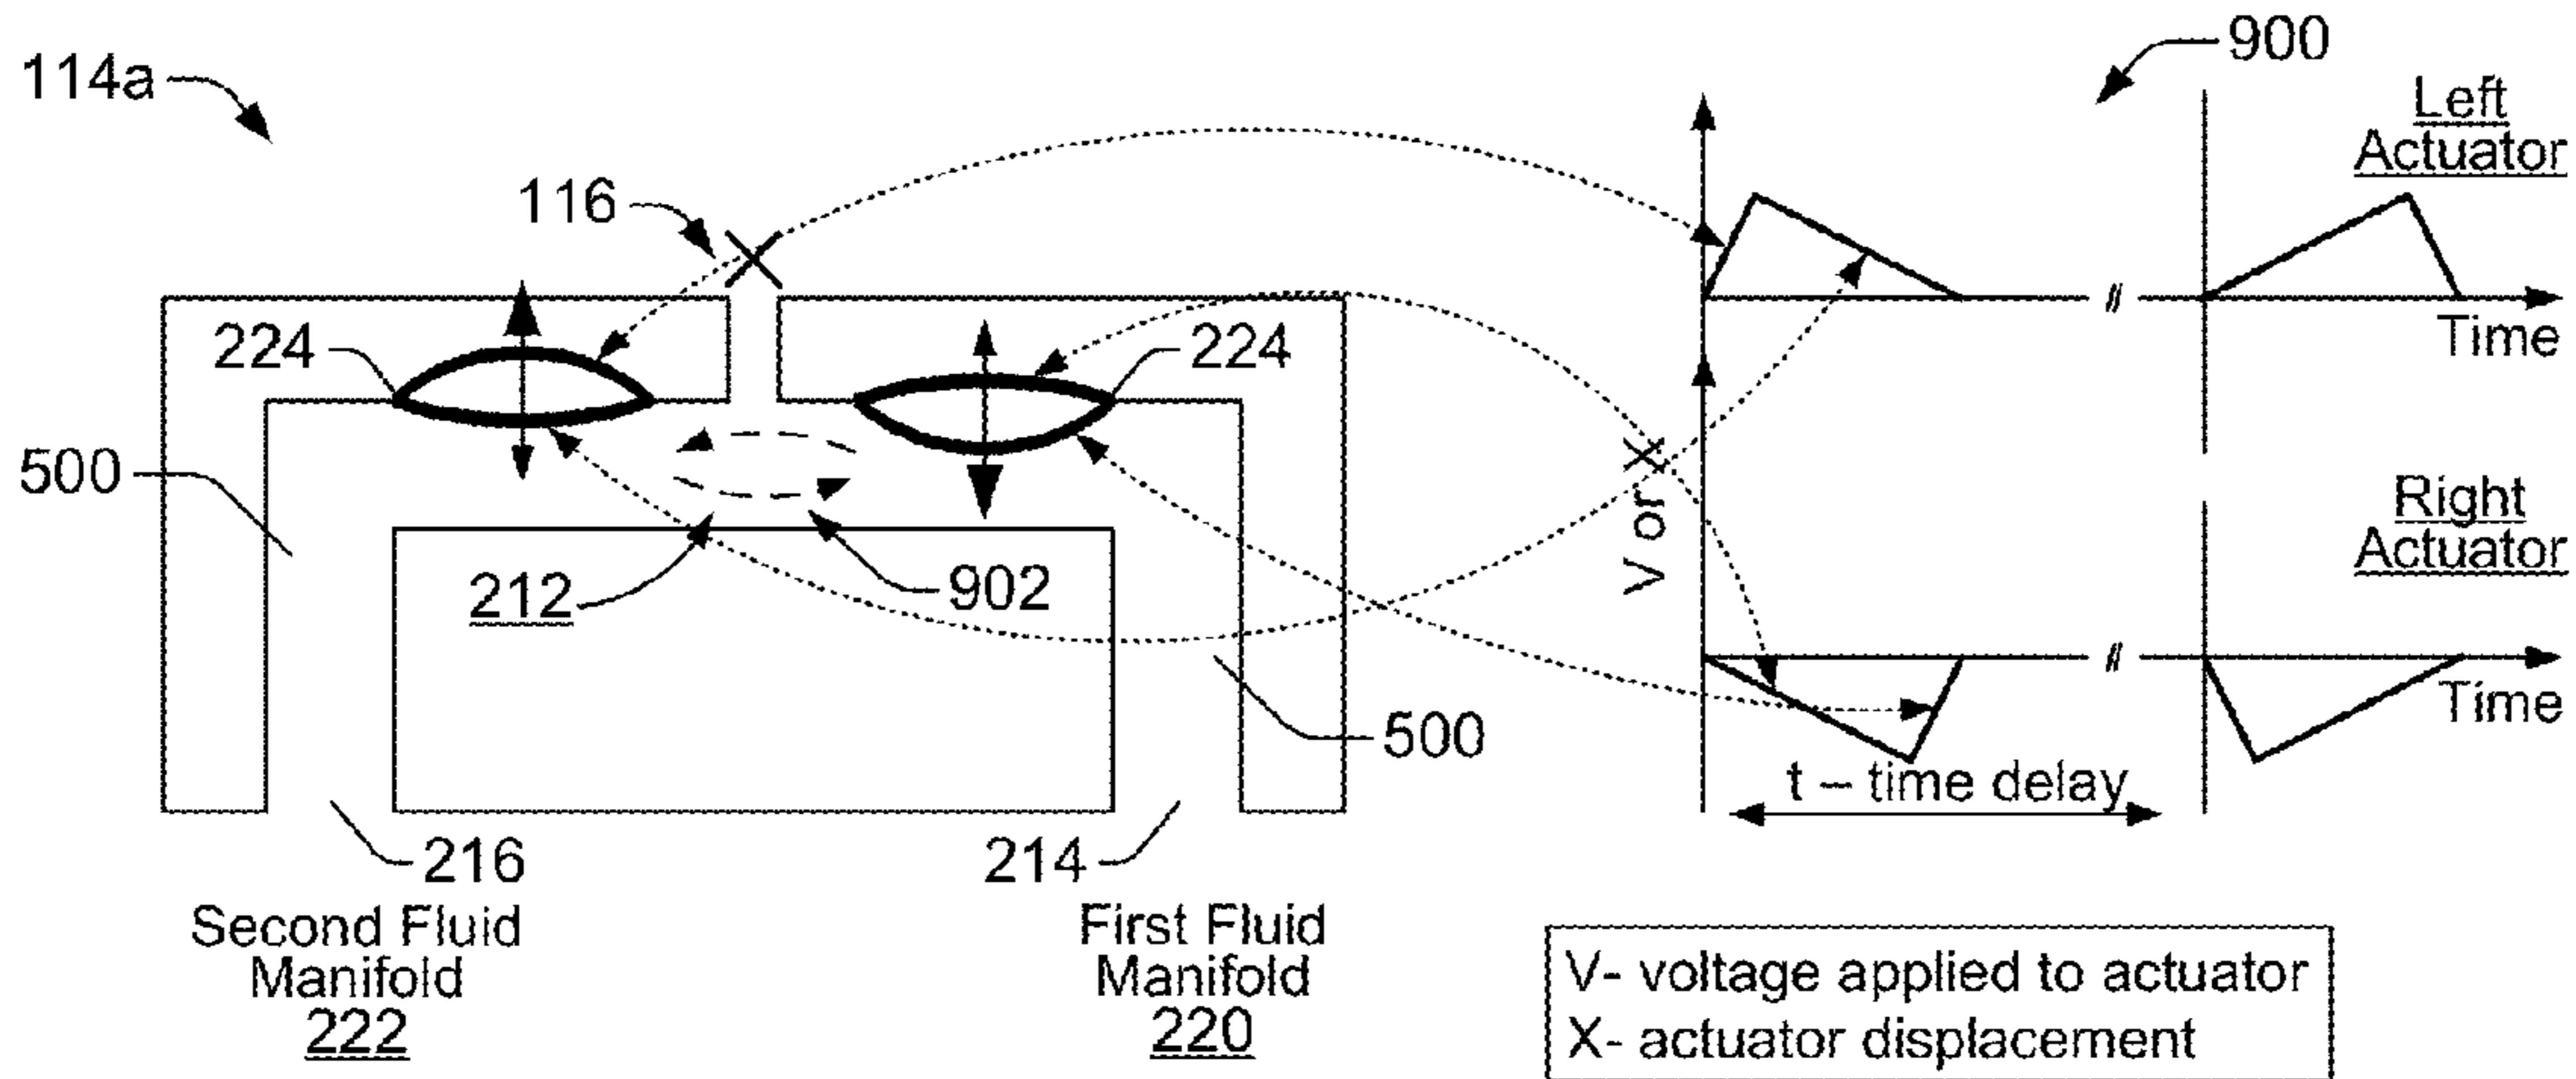 900
114a
Left
Actuator
116
224
224
Time
500
V or X
Right
Actuator
212
902
Time
500
t – time delay
216
214
Second Fluid
Manifold
222
First Fluid
Manifold
220
V- voltage applied to actuator
X- actuator displacement